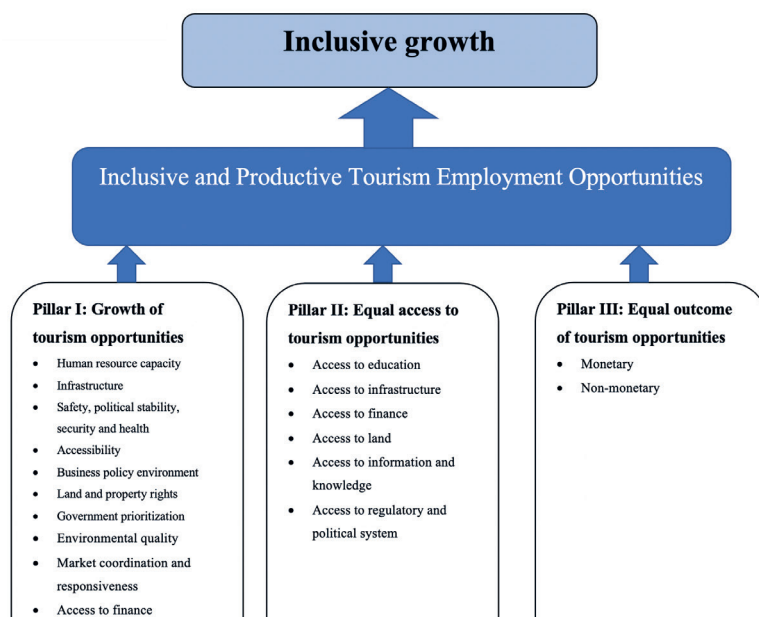 Inclusive growth
Inclusive and Productive Tourism Employment Opportunities
Pillar I: Growth of
tourism opportunities
• Human resource capacity
• Infrastructure
• Safety, political stability,
security and health
• Accessibility
• Business policy environment
• Land and property rights
• Government prioritization
• Environmental quality
• Market coordination and
responsiveness
• Access to finance
Pillar II: Equal access to
tourism opportunities
• Access to education
• Access to infrastructure
• Access to finance
• Access to land
• Access to information and
knowledge
• Access to regulatory and
political system
Pillar III: Equal outcome
of tourism opportunities
• Monetary
• Non-monetary